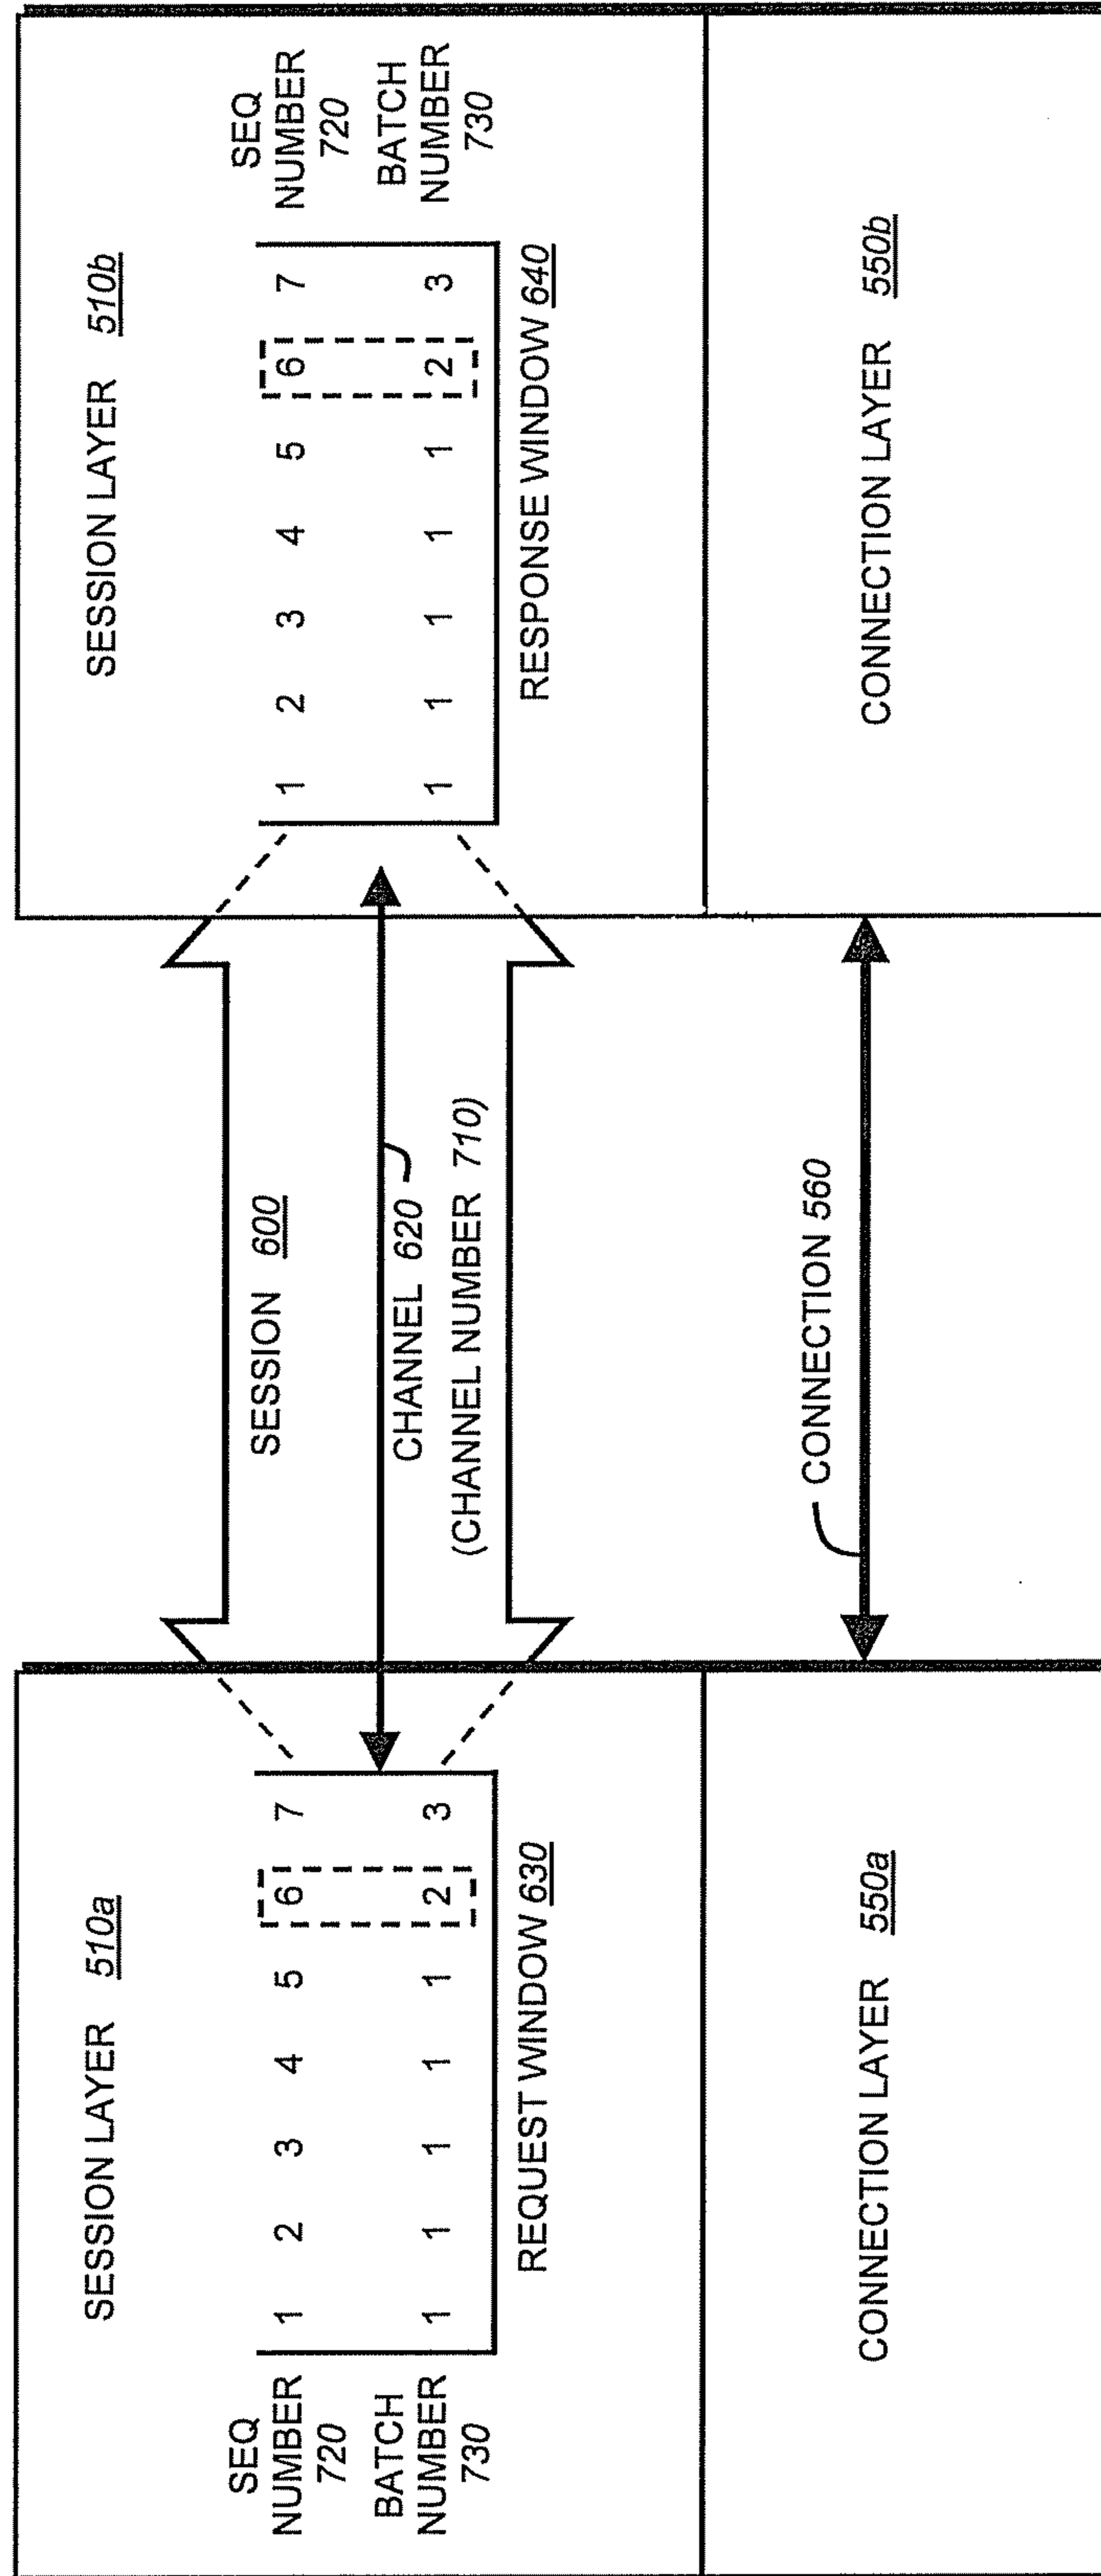 SESSION LAYER 510a
SEQ
NUMBER
720
1 2 3 4 5 6 7
BATCH
NUMBER
730
1 1 1 1 1 2 3
REQUEST WINDOW 630
CONNECTION LAYER 550a
SESSION 600
CHANNEL 620
(CHANNEL NUMBER 710)
CONNECTION 560
SESSION LAYER 510b
1 2 3 4 5 6 7
SEQ
NUMBER
720
1 1 1 1 1 2 3
BATCH
NUMBER
730
RESPONSE WINDOW 640
CONNECTION LAYER 550b